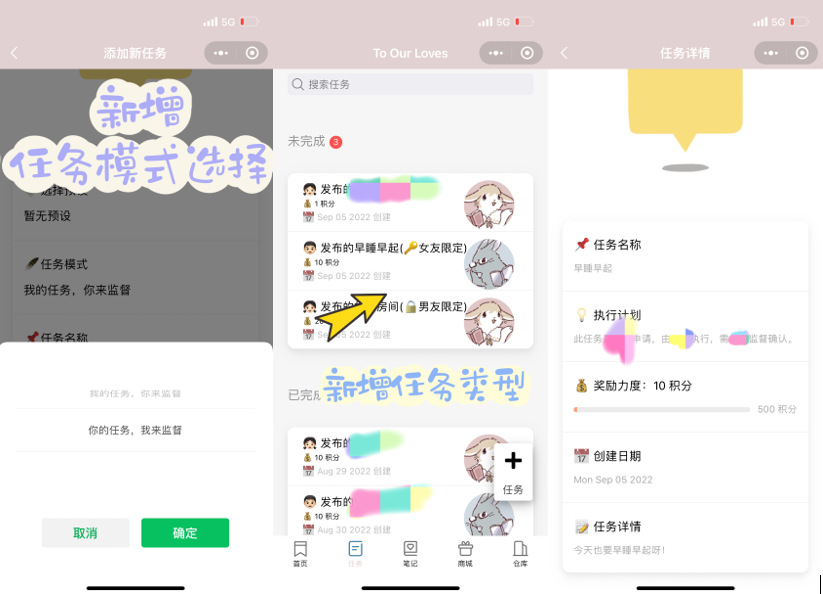 5G
添加新任务
新增
任务模式选择
选择预设
暂无预设
任务模式
我的任务，你来监督
任务名称
我的任务，你来监督
你的任务，我来监督
取消
确定
5G
To Our Loves
搜索任务
未完成 3
发布的
1 积分
Sep 05 2022 创建
发布的早睡早起(🔑女友限定)
10 积分
Sep 05 2022 创建
发布的 房间(🔒男友限定)
Sep 05 2022 创建
新增任务类型
已完成
发布的
10 积分
Aug 29 2022 创建
发布的
10 积分
Aug 30 2022 创建
+
任务
首页
任务
笔记
商城
仓库
5G
任务详情
任务名称
早睡早起
执行计划
此任务 申请，由 执行，需 监督确认。
奖励力度：10 积分
500 积分
创建日期
Mon Sep 05 2022
任务详情
今天也要早睡早起呀！